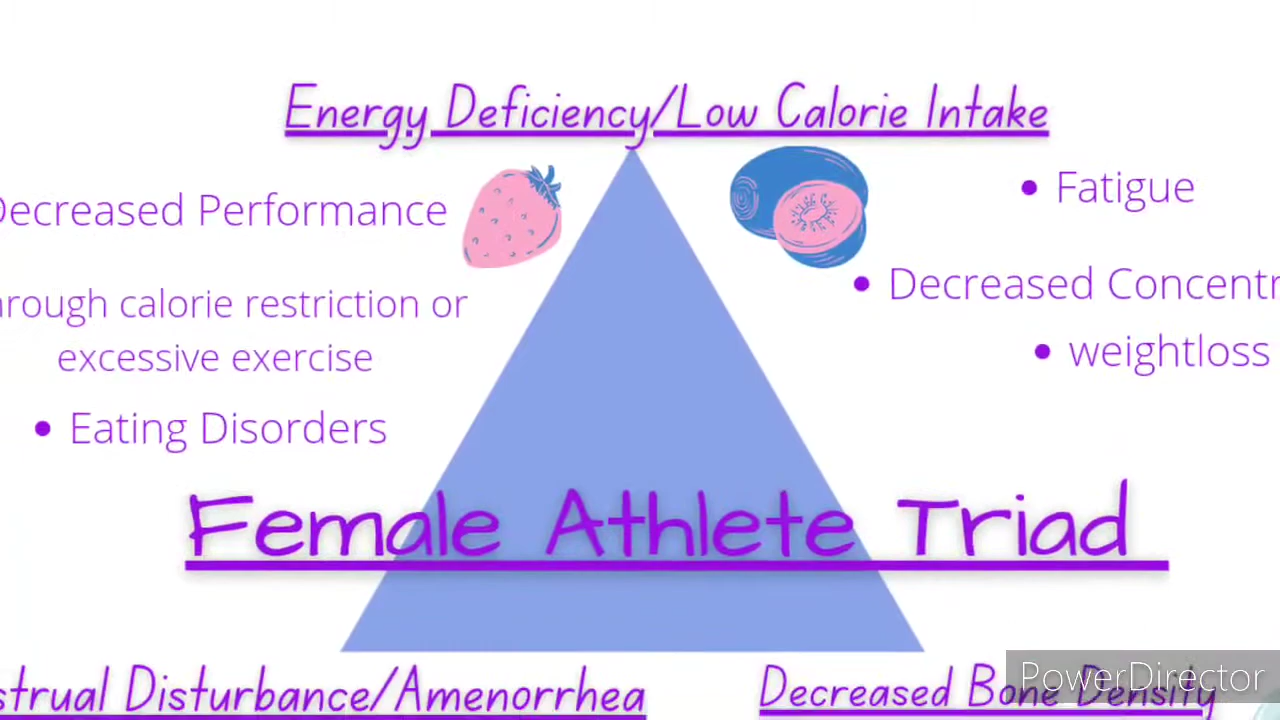 Energy Deficiency/Low Calorie Intake
Decreased Performance
• Fatigue
hrough calorie restriction or
excessive exercise
• Decreased Concentr
• weightloss
• Eating Disorders
Female Athlete Triad
strual Disturbance/Amenorrhea
Decreased Bone Density
PowerDirector